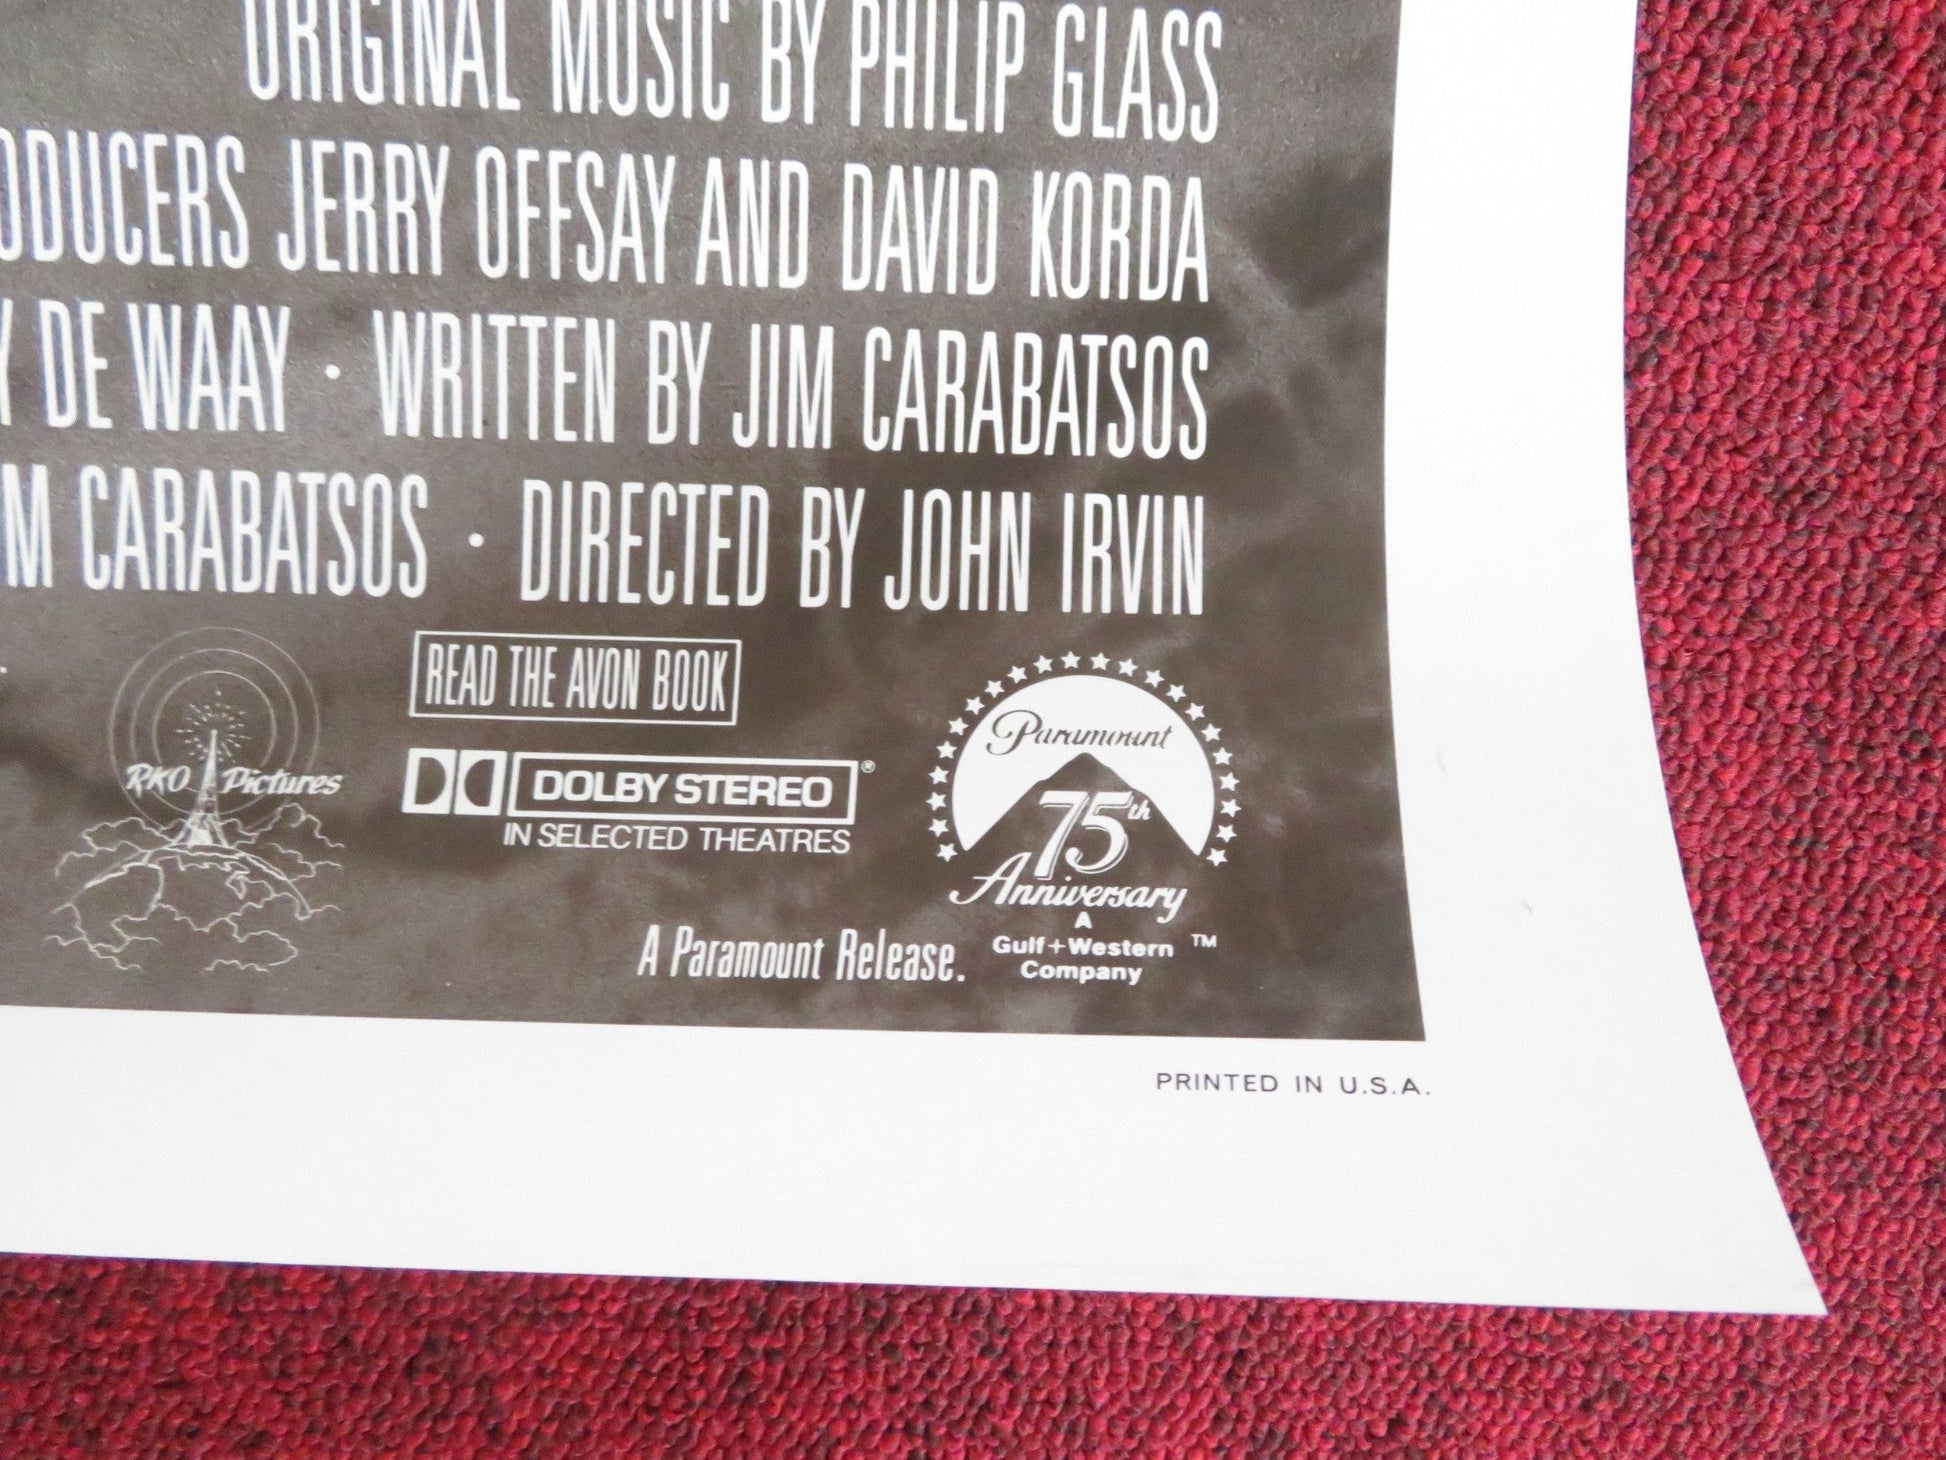 ORIGINAL MUSIC BY PHILIP GLASS
ODUCERS JERRY OFFSAY AND DAVID KORDA
Y DE WAAY · WRITTEN BY JIM CARABATSOS
M CARABATSOS · DIRECTED BY JOHN IRVIN
RKO Pictures
READ THE AVON BOOK
DOLBY STEREO®
IN SELECTED THEATRES
A Paramount Release.
Paramount
75th
Anniversary
A
Gulf+Western TM
Company
PRINTED IN U.S.A.